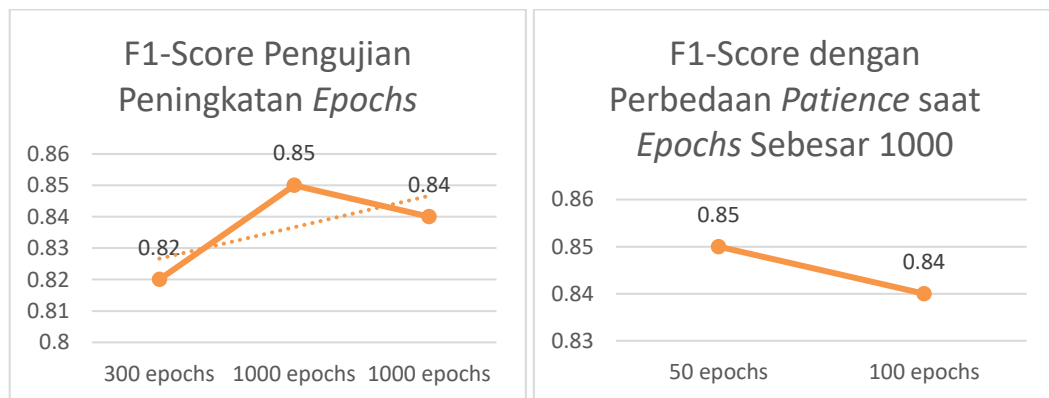 F1-Score Pengujian
Peningkatan Epochs
0.86
0.85
0.84
0.83
0.82
0.81
0.8
0.82
0.85
0.84
300 epochs
1000 epochs
1000 epochs
F1-Score dengan
Perbedaan Patience saat
Epochs Sebesar 1000
0.86
0.85
0.84
0.83
0.85
0.84
50 epochs
100 epochs